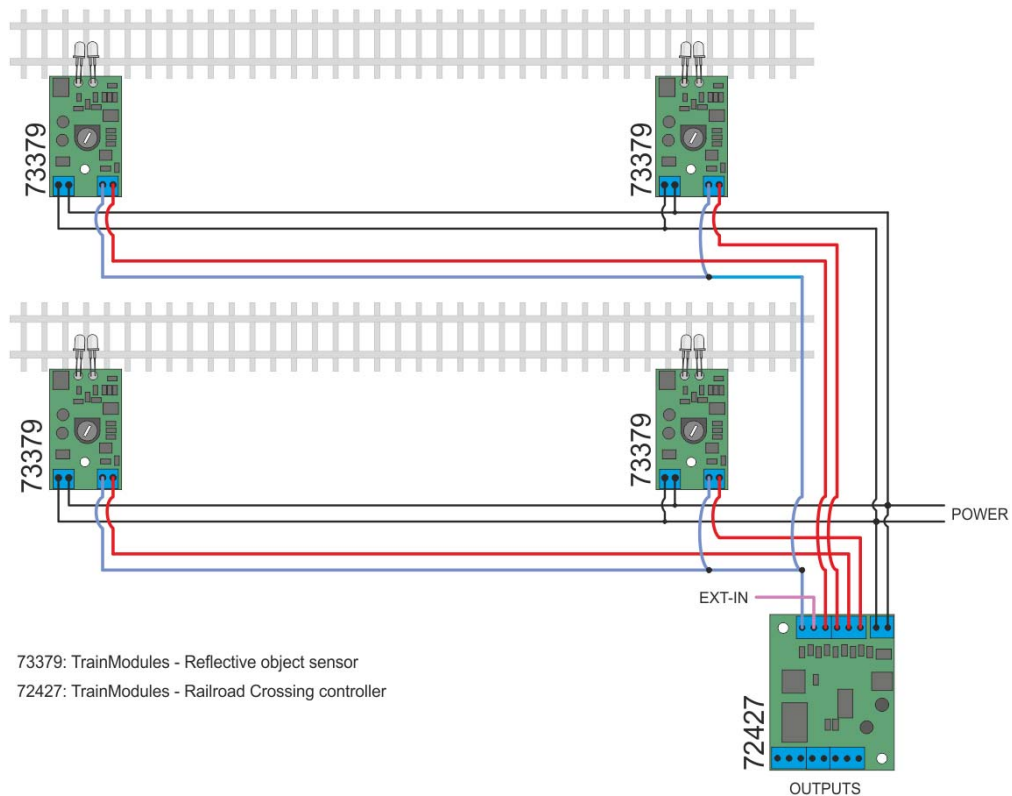 73379
73379
73379
73379
POWER
EXT-IN
73379: TrainModules - Reflective object sensor
72427: TrainModules - Railroad Crossing controller
72427
OUTPUTS